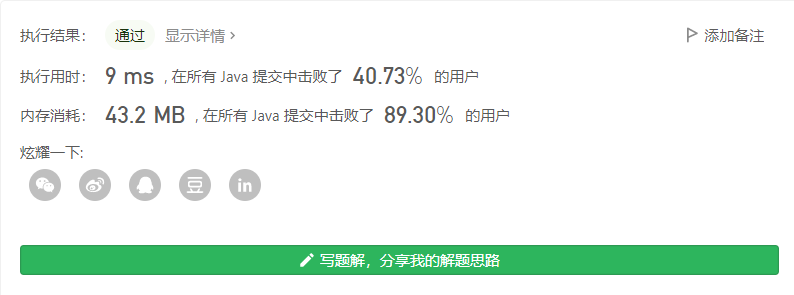 执行结果： 通过 显示详情 › 添加备注
执行用时： 9 ms , 在所有 Java 提交中击败了 40.73% 的用户
内存消耗： 43.2 MB , 在所有 Java 提交中击败了 89.30% 的用户
炫耀一下:
豆 in
写题解，分享我的解题思路